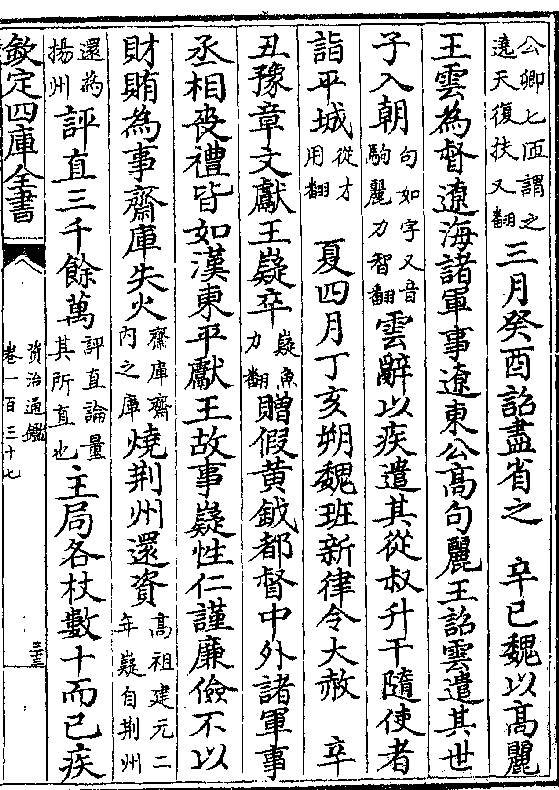 公卿七匝謂之遶天復扶又翻三月癸酉詔盡省之　辛巳魏以高麗
王雲為督遼海諸軍事遼東公高句麗王詔雲遣其世
子入朝句如字又音駒麗力智翻雲辭以疾遣其從叔升干隨使者
詣平城從才用翻　夏四月丁亥朔魏班新律令大赦　辛
丑豫章文獻王嶷卒嶷魚力翻贈假黄鉞都督中外諸軍事
丞相喪禮皆如漢東平獻王故事嶷性仁謹廉儉不以
財賄為事齋庫失火齋庫齋内之庫燒荆州還資高祖建元二年嶷自荆州
還為揚州評直三千餘萬評直論量其所直也主局各杖數十而已疾
欽定四庫全書
資治通鑑
卷一百三十七
三十三